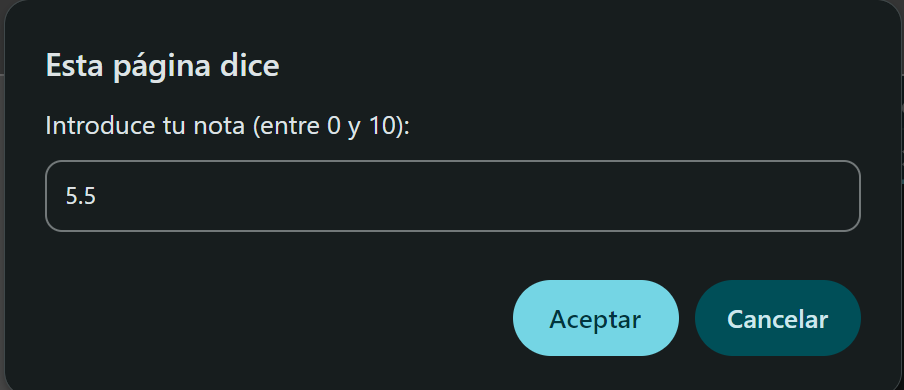 Esta página dice
Introduce tu nota (entre 0 y 10):
5.5
Aceptar
Cancelar